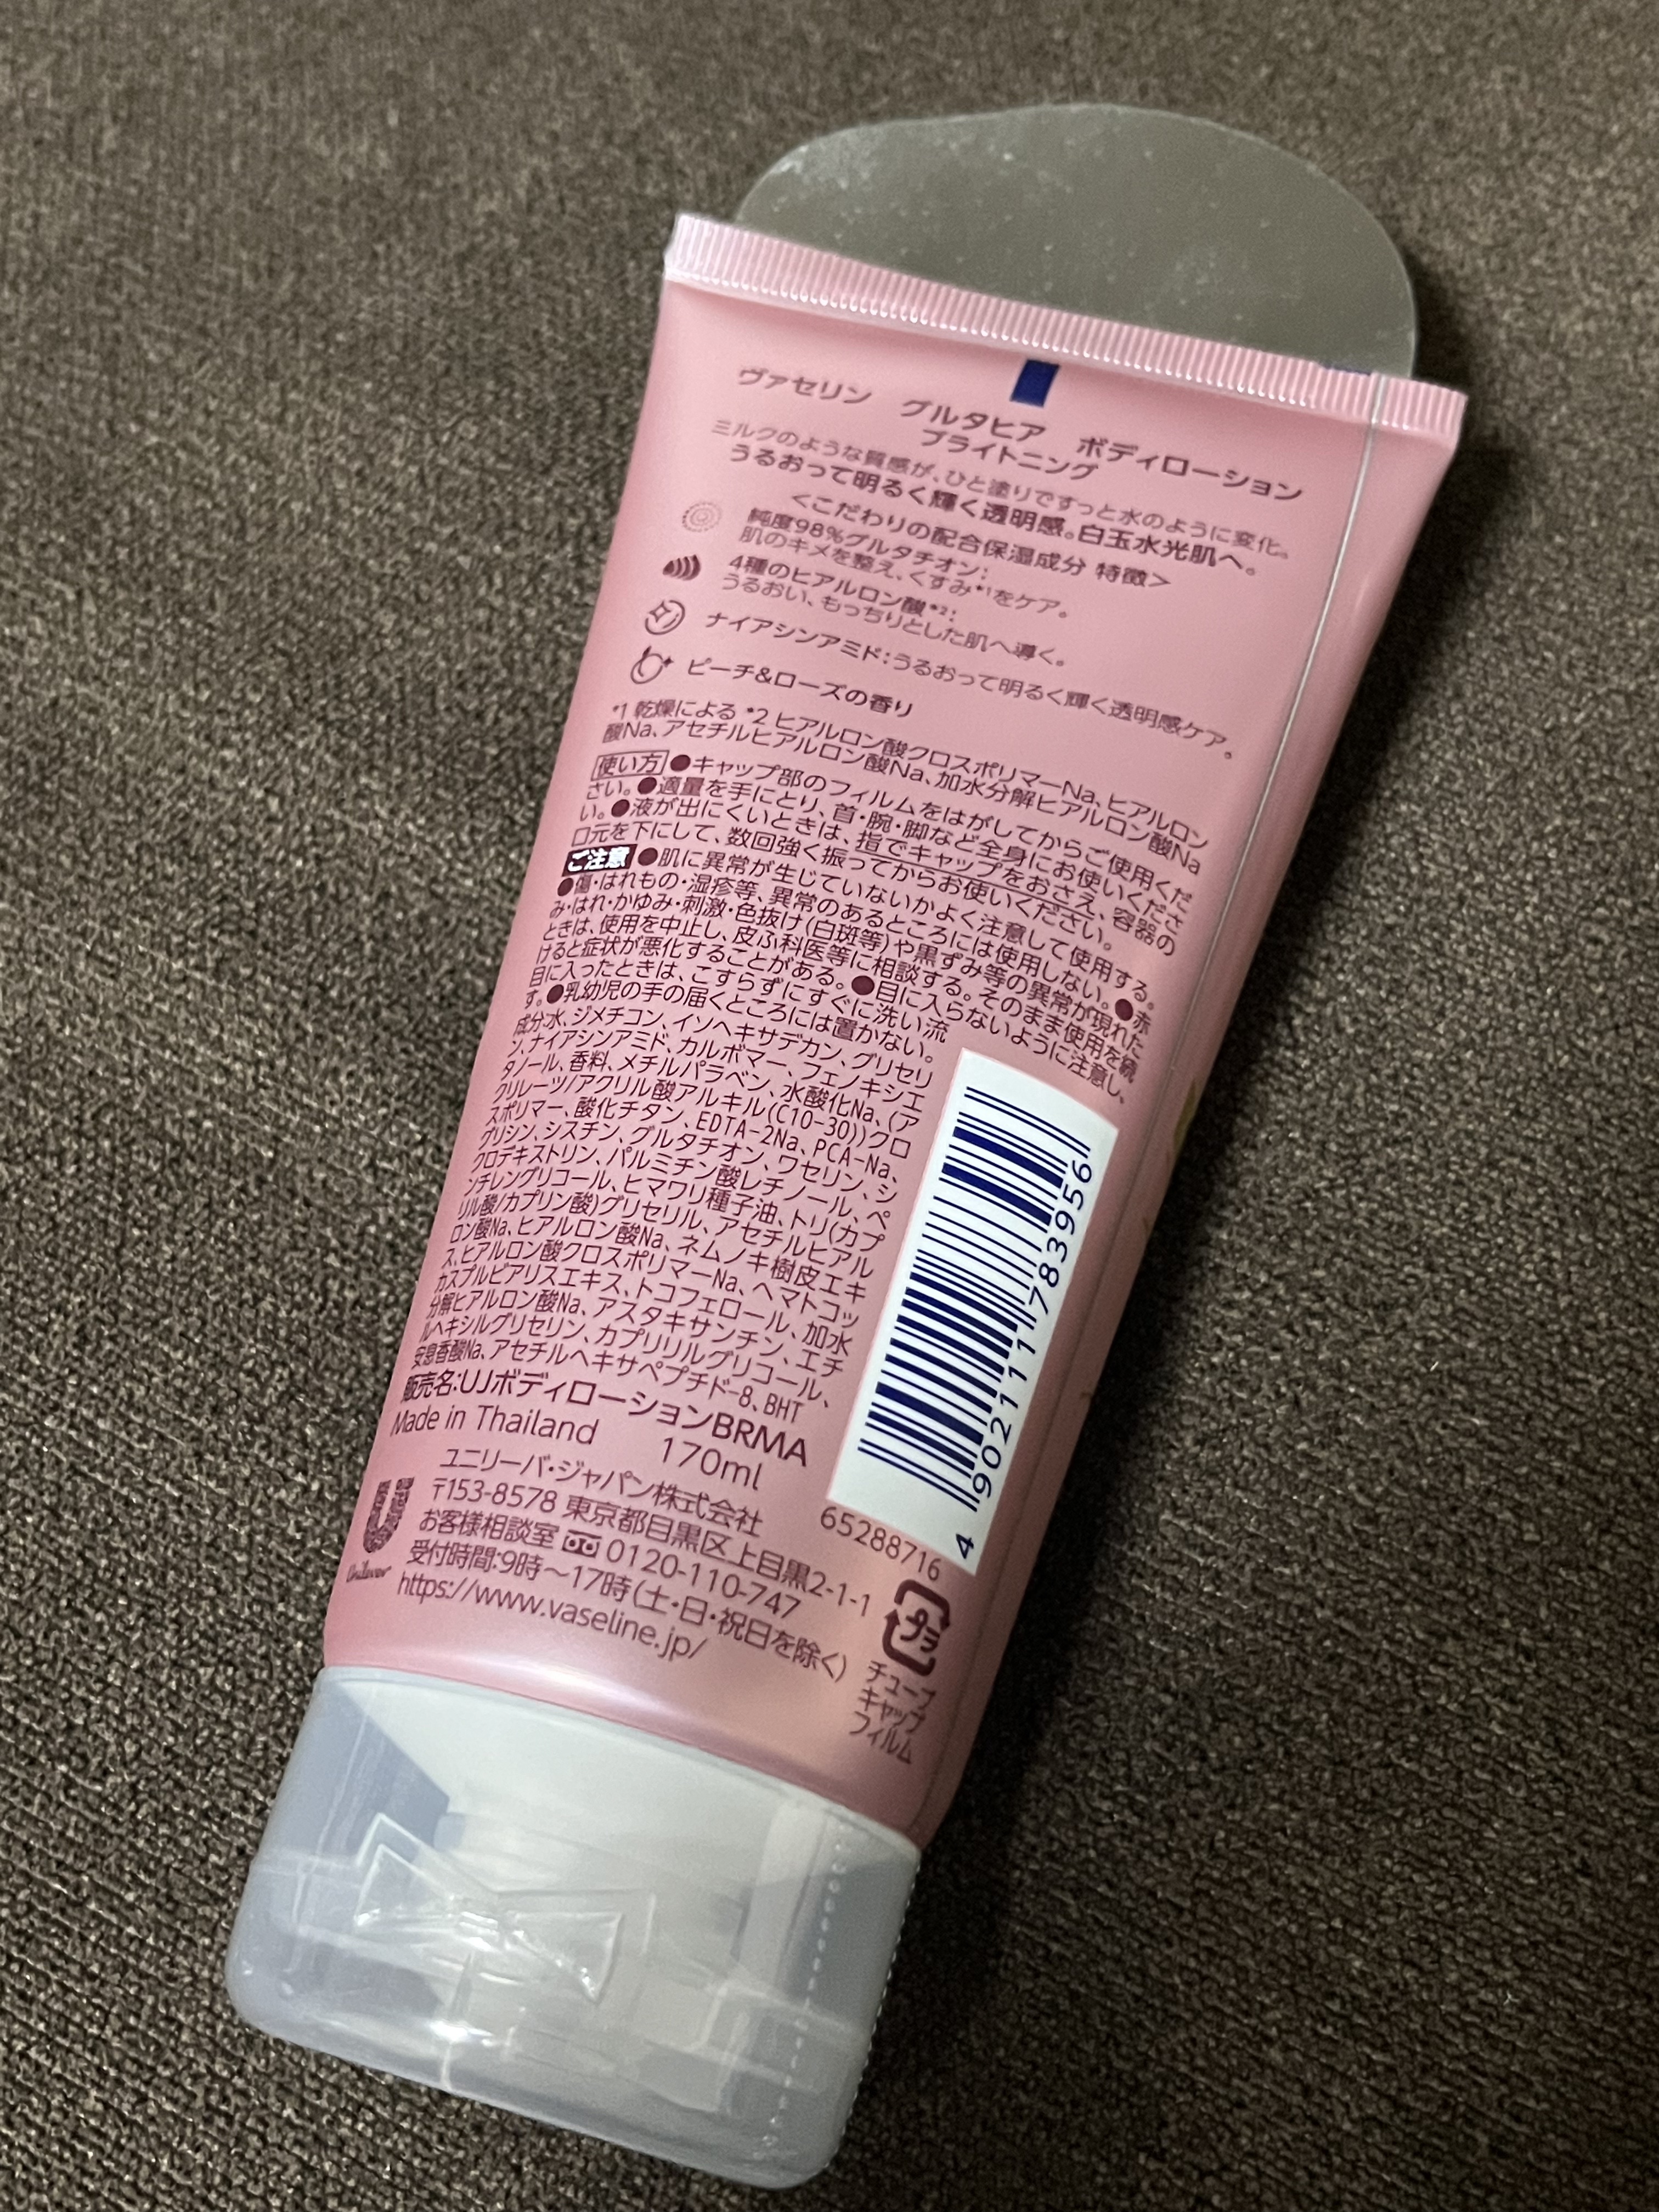 ヴァセリン グルタヒア ボディローション
ブライトニング
ミルクのような質感が、ひと塗りですっと水のように変化。
うるおって明るく輝く透明感。白玉水光肌へ。
<こだわりの配合保湿成分 特徴>
純度98%グルタチオン:
肌のキメを整え、くすみ*1をケア。
4種のヒアルロン酸*2:
うるおい、もっちりとした肌へ導く。
ナイアシンアミド:うるおって明るく輝く透明感ケア。
ピーチ&ローズの香り
*1 乾燥による *2 ヒアルロン酸クロスポリマーNa、ヒアルロン
酸Na、アセチルヒアルロン酸Na、加水分解ヒアルロン酸Na
使い方 ●キャップ部のフィルムをはがしてからご使用くだ
さい。●適量を手にとり、首・腕・脚など全身にお使いくださ
い。●液が出にくいときは、指でキャップをおさえ、容器の
口元を下にして、数回強く振ってからお使いください。
ご注意 ●肌に異常が生じていないかよく注意して使用する。
●傷・はれもの・湿疹等、異常のあるところには使用しない。●赤
み・はれ・かゆみ・刺激・色抜け(白斑等)や黒ずみ等の異常が現れた
ときは、使用を中止し、皮ふ科医等に相談する。そのまま使用を続
けると症状が悪化することがある。●目に入らないように注意し、
目に入ったときは、こすらずにすぐに洗い流
す。●乳幼児の手の届くところには置かない。
成分:水、ジメチコン、イソヘキサデカン、グリセリ
ン、ナイアシンアミド、カルボマー、フェノキシエ
タノール、香料、メチルパラベン、水酸化Na、(ア
クリレーツ/アクリル酸アルキル(C10-30))クロ
スポリマー、酸化チタン、EDTA-2Na、PCA-Na、
グリシン、シスチン、グルタチオン、ワセリン、シ
クロデキストリン、パルミチン酸レチノール、ペ
ンチレングリコール、ヒマワリ種子油、トリ(カプ
リル酸/カプリン酸)グリセリル、アセチルヒアル
ロン酸Na、ヒアルロン酸Na、ネムノキ樹皮エキ
ス、ヒアルロン酸クロスポリマーNa、ヘマトコッ
カスプルビアリスエキス、トコフェロール、加水
分解ヒアルロン酸Na、アスタキサンチン、エチ
ルヘキシルグリセリン、カプリリルグリコール、
安息香酸Na、アセチルヘキサペプチド-8、BHT
販売名:UJボディローションBRMA
Made in Thailand 170ml
ユニリーバ・ジャパン株式会社
〒153-8578 東京都目黒区上目黒2-1-1
お客様相談室 0120-110-747
受付時間:9時～17時(土・日・祝日を除く)
https://www.vaseline.jp/
Unilever
4 902111 783956
65288716
プラ
チューブ
キャップ
フィルム